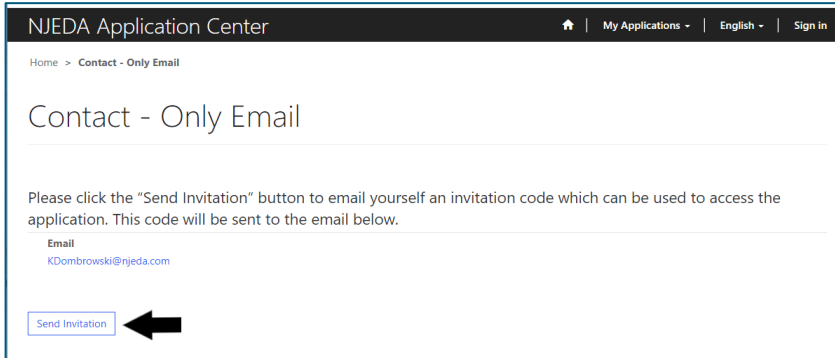 NJEDA Application Center
My Applications
English
Sign in
Home > Contact - Only Email
Contact - Only Email
Please click the “Send Invitation” button to email yourself an invitation code which can be used to access the
application. This code will be sent to the email below.
Email
KDombrowski@njeda.com
Send Invitation